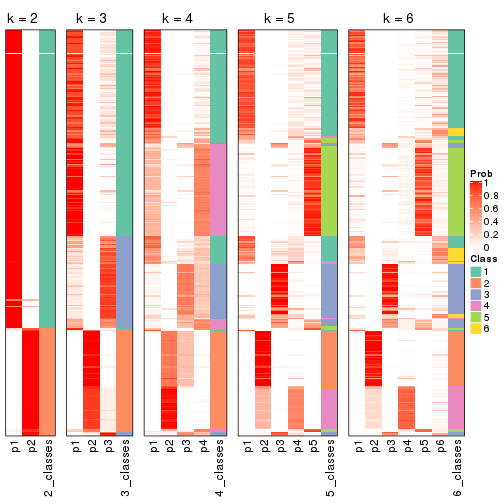 k = 2
k = 3
k = 4
k = 5
k = 6
Prob
1
0.8
0.6
0.4
0.2
0
Class
1
2
3
4
5
6
p1
p2
2_classes
p1
p2
p3
3_classes
p1
p2
p3
p4
4_classes
p1
p2
p3
p4
p5
5_classes
p1
p2
p3
p4
p5
p6
6_classes